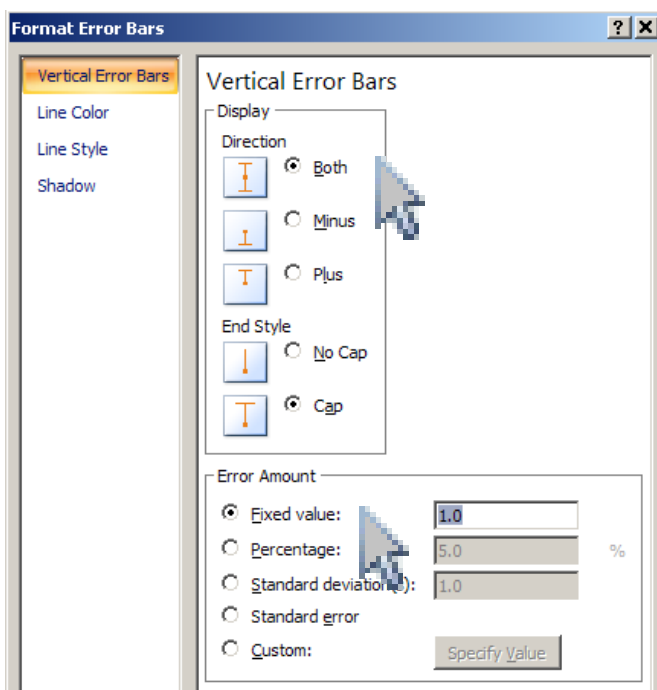 Format Error Bars
Vertical Error Bars
Line Color
Line Style
Shadow
Vertical Error Bars
Display
Direction
Both
Minus
Plus
End Style
No Cap
Cap
Error Amount
Fixed value: 1.0
Percentage: 5.0 %
Standard deviation(s): 1.0
Standard error
Custom: Specify Value